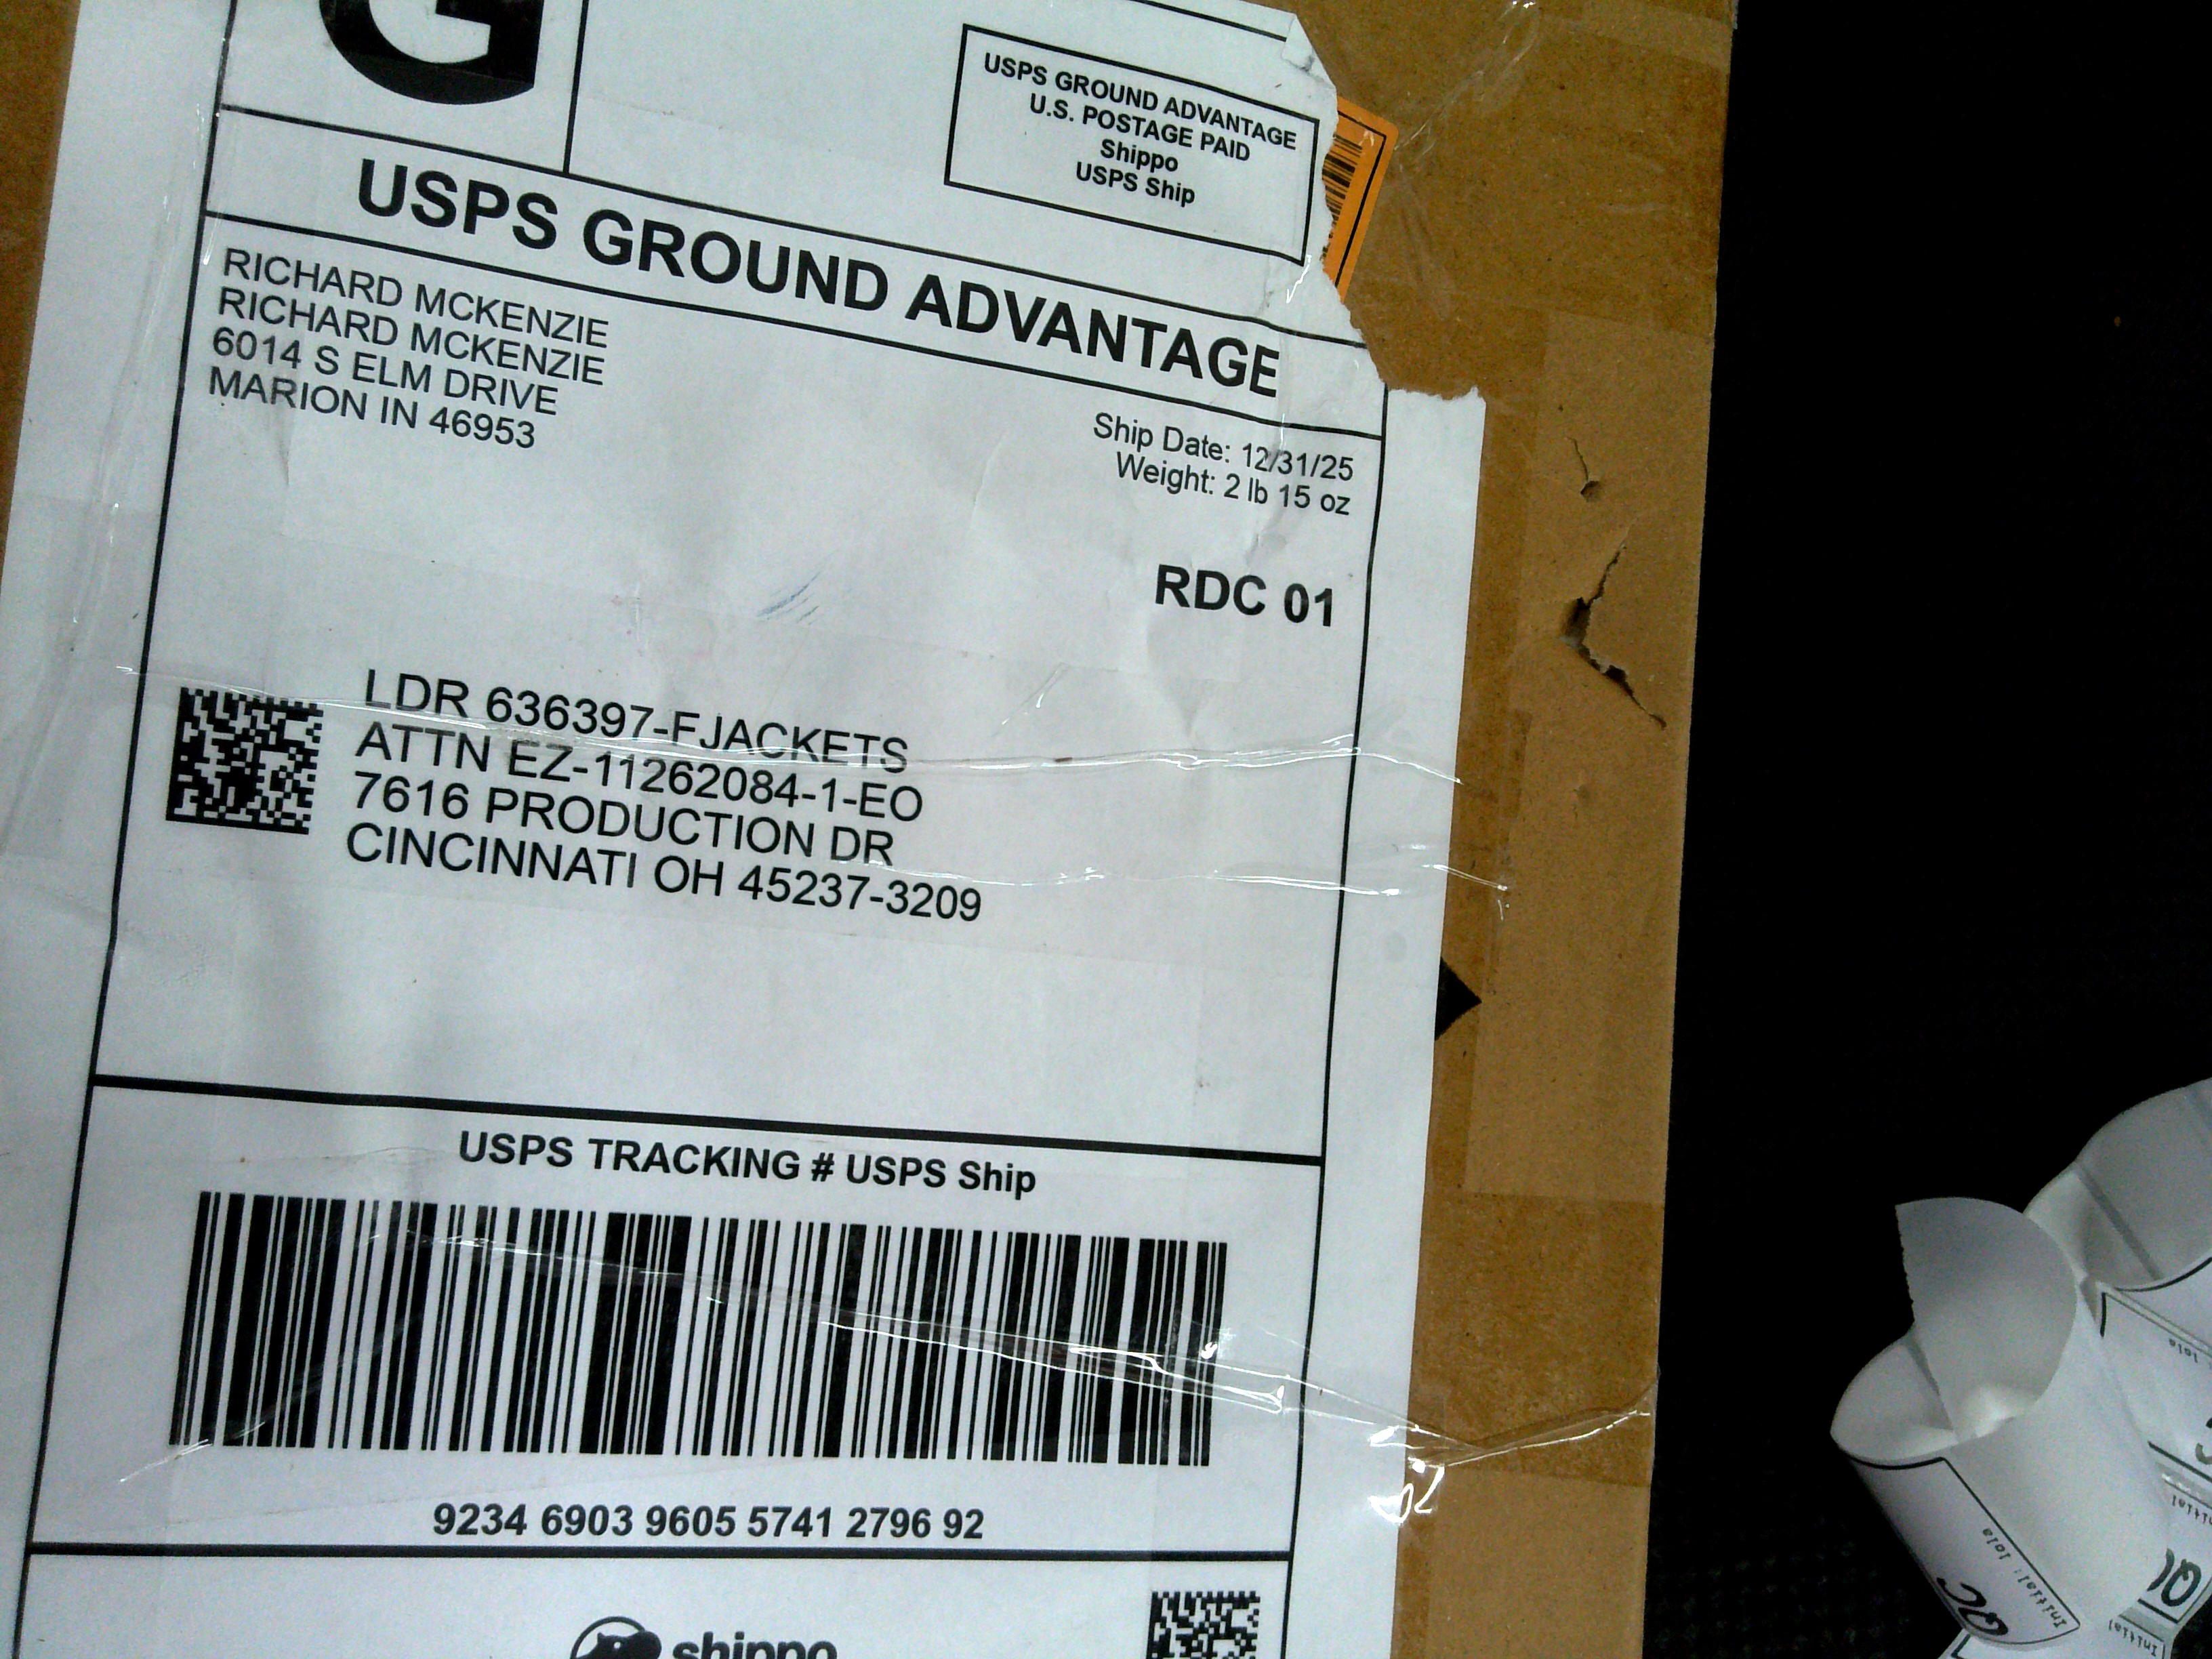 G
USPS GROUND ADVANTAGE
U.S. POSTAGE PAID
Shippo
USPS Ship
USPS GROUND ADVANTAGE
RICHARD MCKENZIE
RICHARD MCKENZIE
6014 S ELM DRIVE
MARION IN 46953
Ship Date: 12/31/25
Weight: 2 lb 15 oz
RDC 01
LDR 636397-FJACKETS
ATTN EZ-11262084-1-EO
7616 PRODUCTION DR
CINCINNATI OH 45237-3209
USPS TRACKING # USPS Ship
9234 6903 9605 5741 2796 92
shippo
QC
Initial: lola